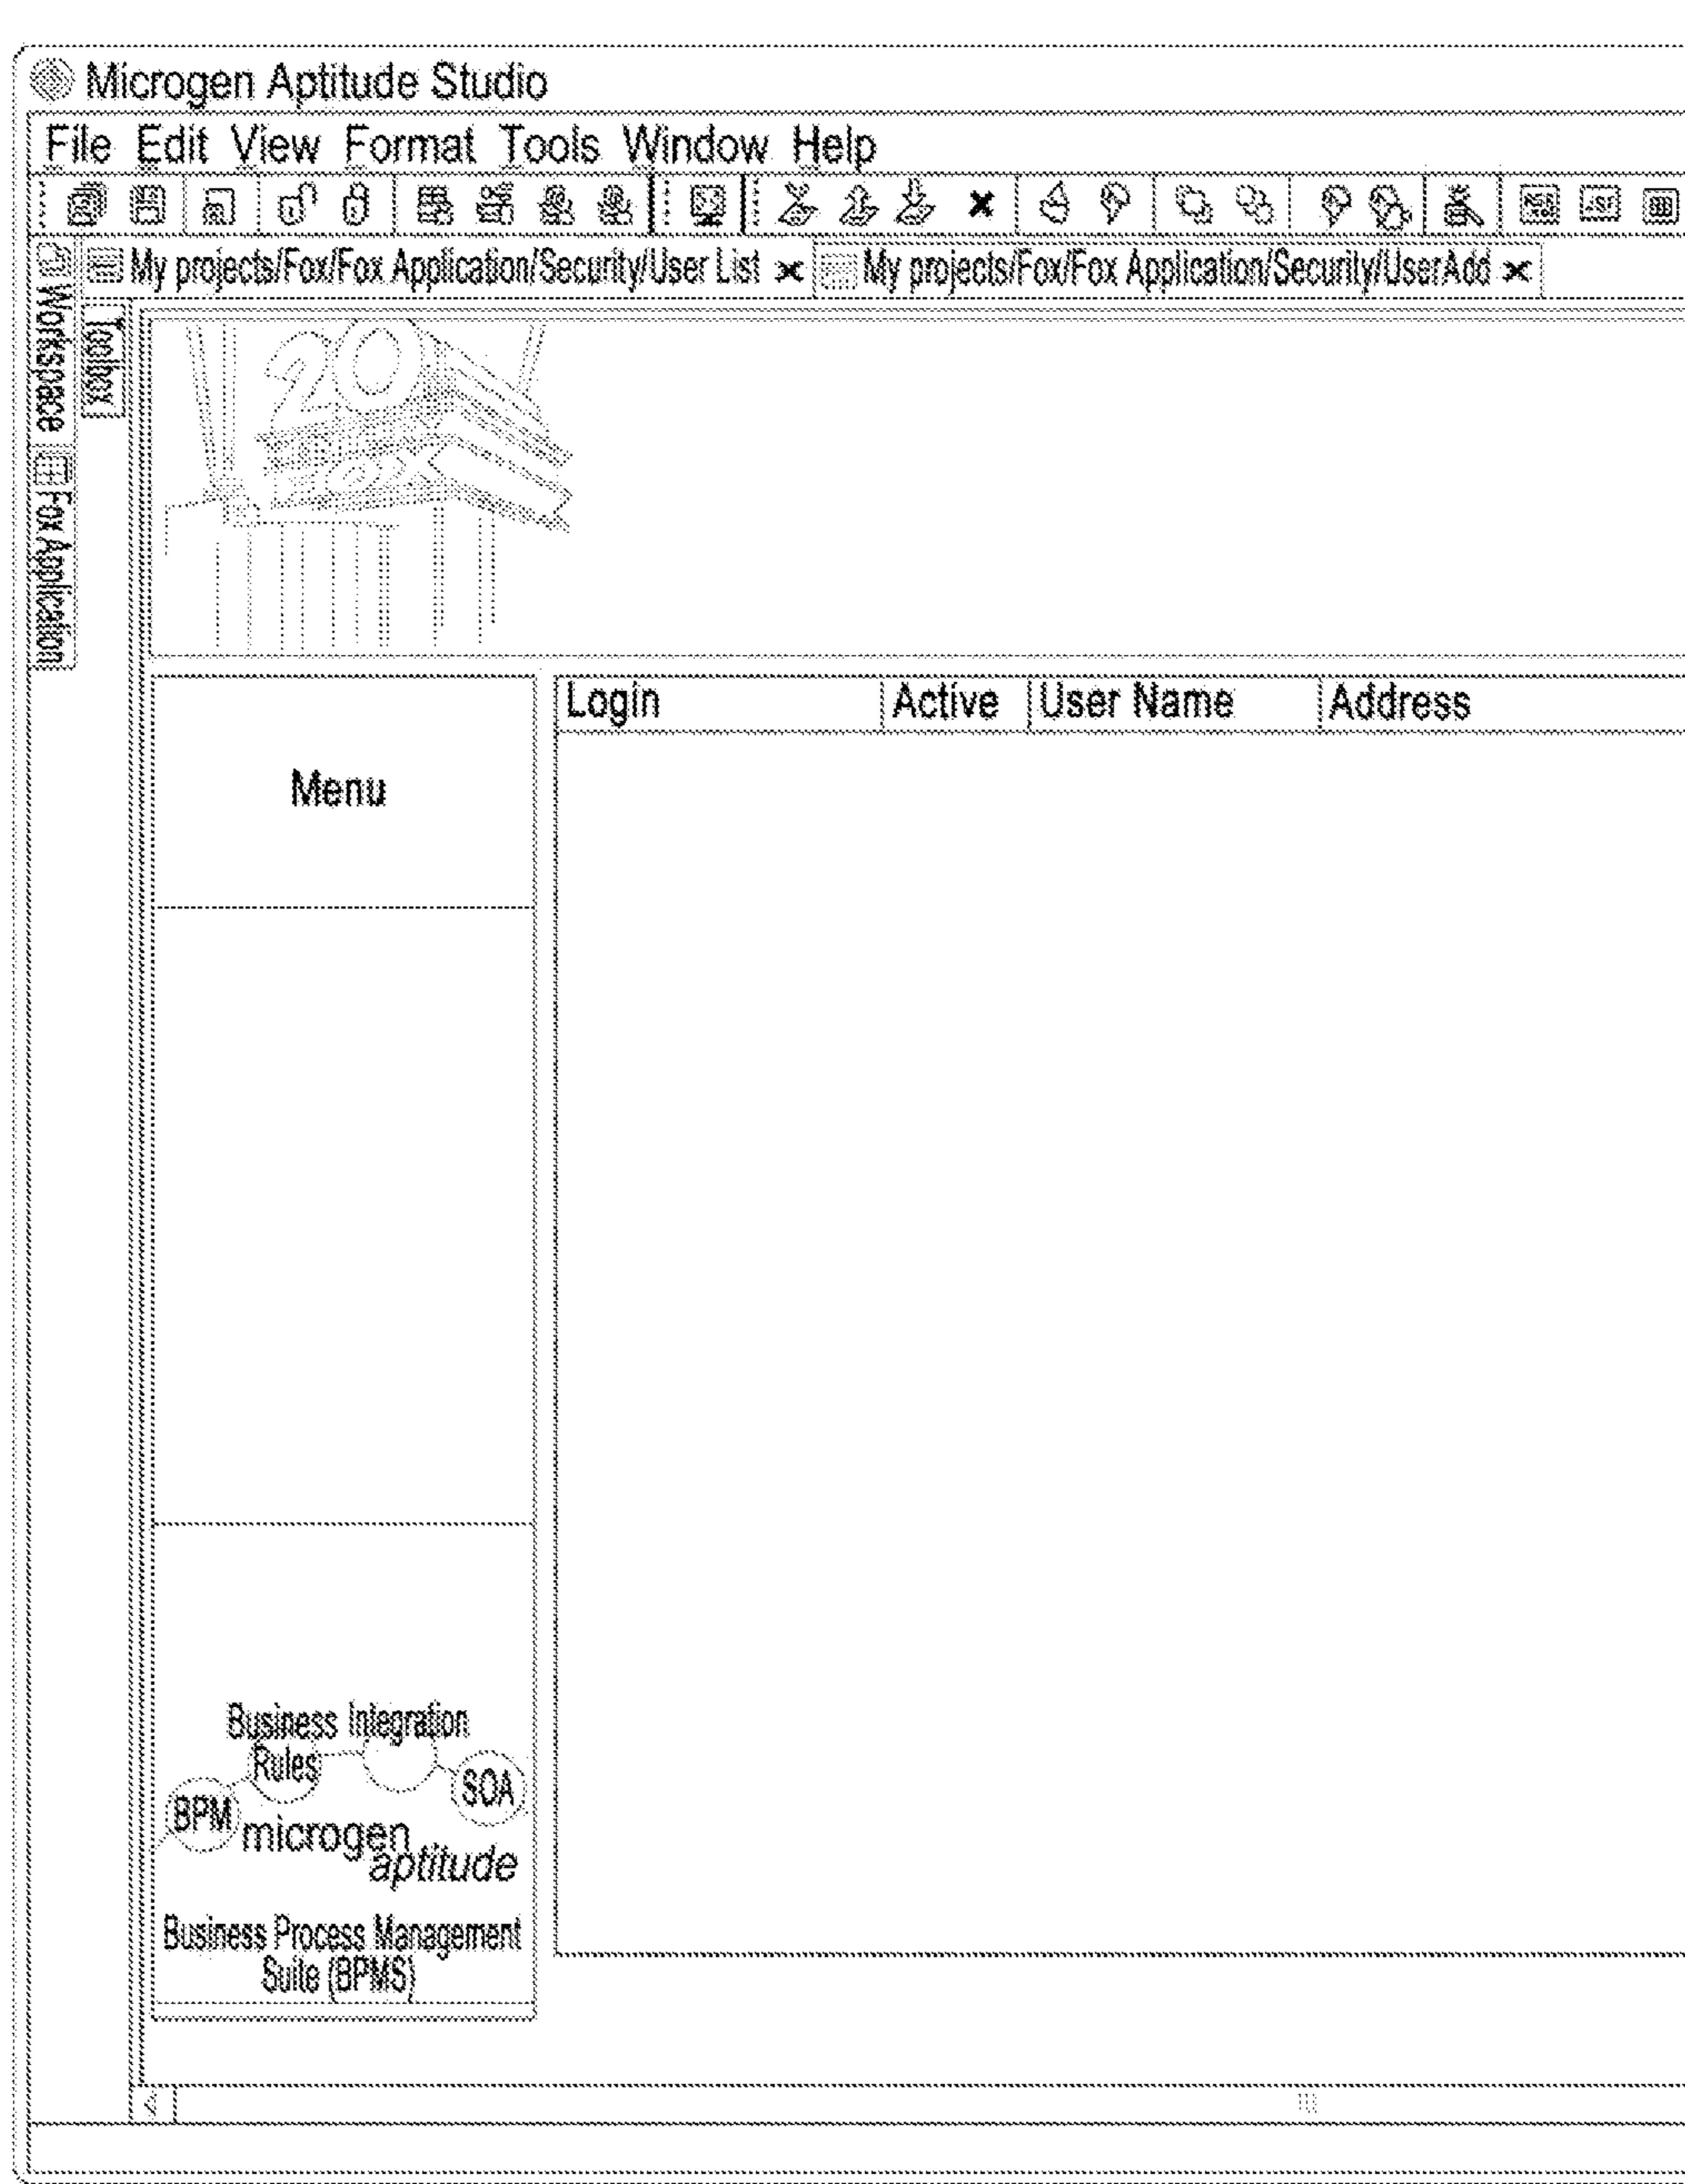 Microgen Aptitude Studio
File Edit View Format Tools Window Help
My projects/Fox/Fox Application/Security/User List
My projects/Fox/Fox Application/Security/UserAdd
Workspace
Fox Application
Toolbox
20
FOX
Login Active User Name Address
Menu
Business Integration
Rules
SOA
BPM
microgen
aptitude
Business Process Management
Suite (BPMS)